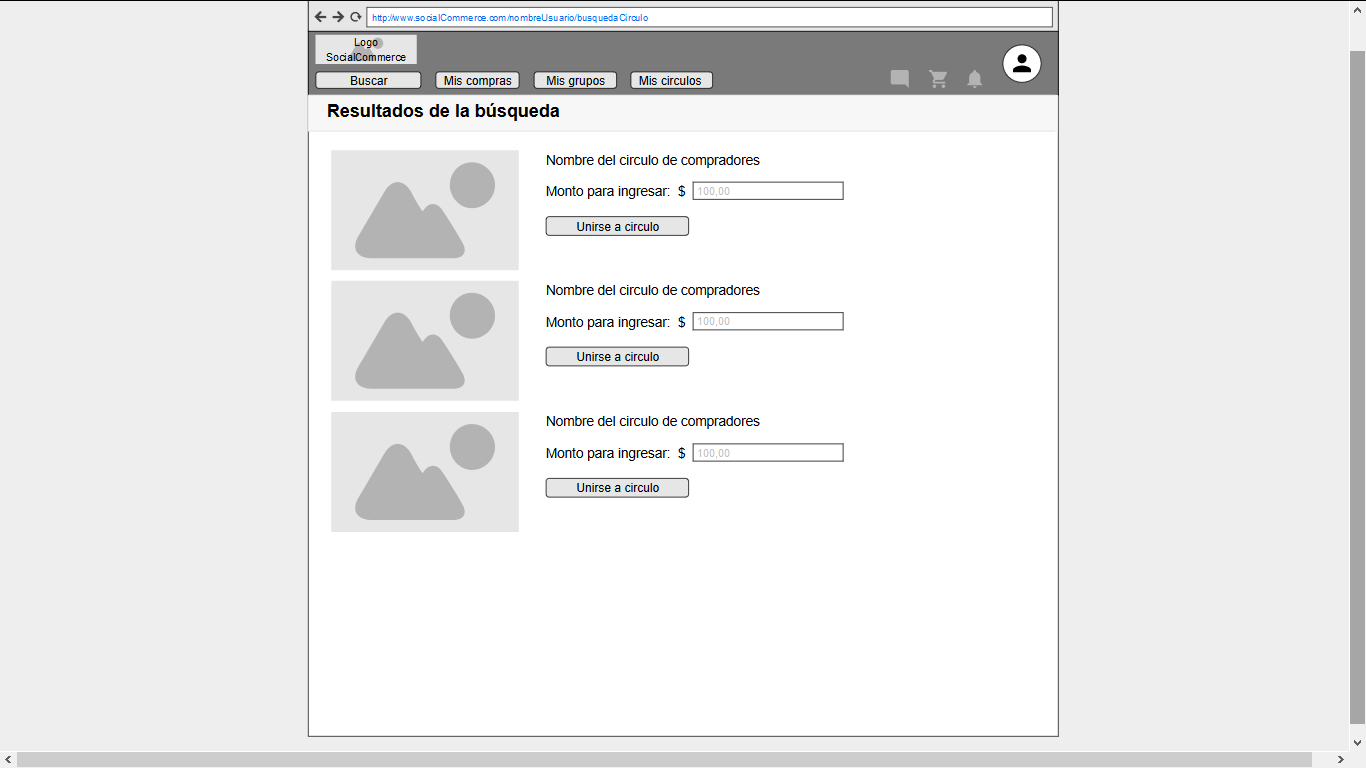 http://www.socialCommerce.com/nombreUsuario/busquedaCirculo
Logo
SocialCommerce
Buscar Mis compras Mis grupos Mis circulos
Resultados de la búsqueda
Nombre del circulo de compradores
Monto para ingresar: $ 100,00
Unirse a circulo
Nombre del circulo de compradores
Monto para ingresar: $ 100,00
Unirse a circulo
Nombre del circulo de compradores
Monto para ingresar: $ 100,00
Unirse a circulo